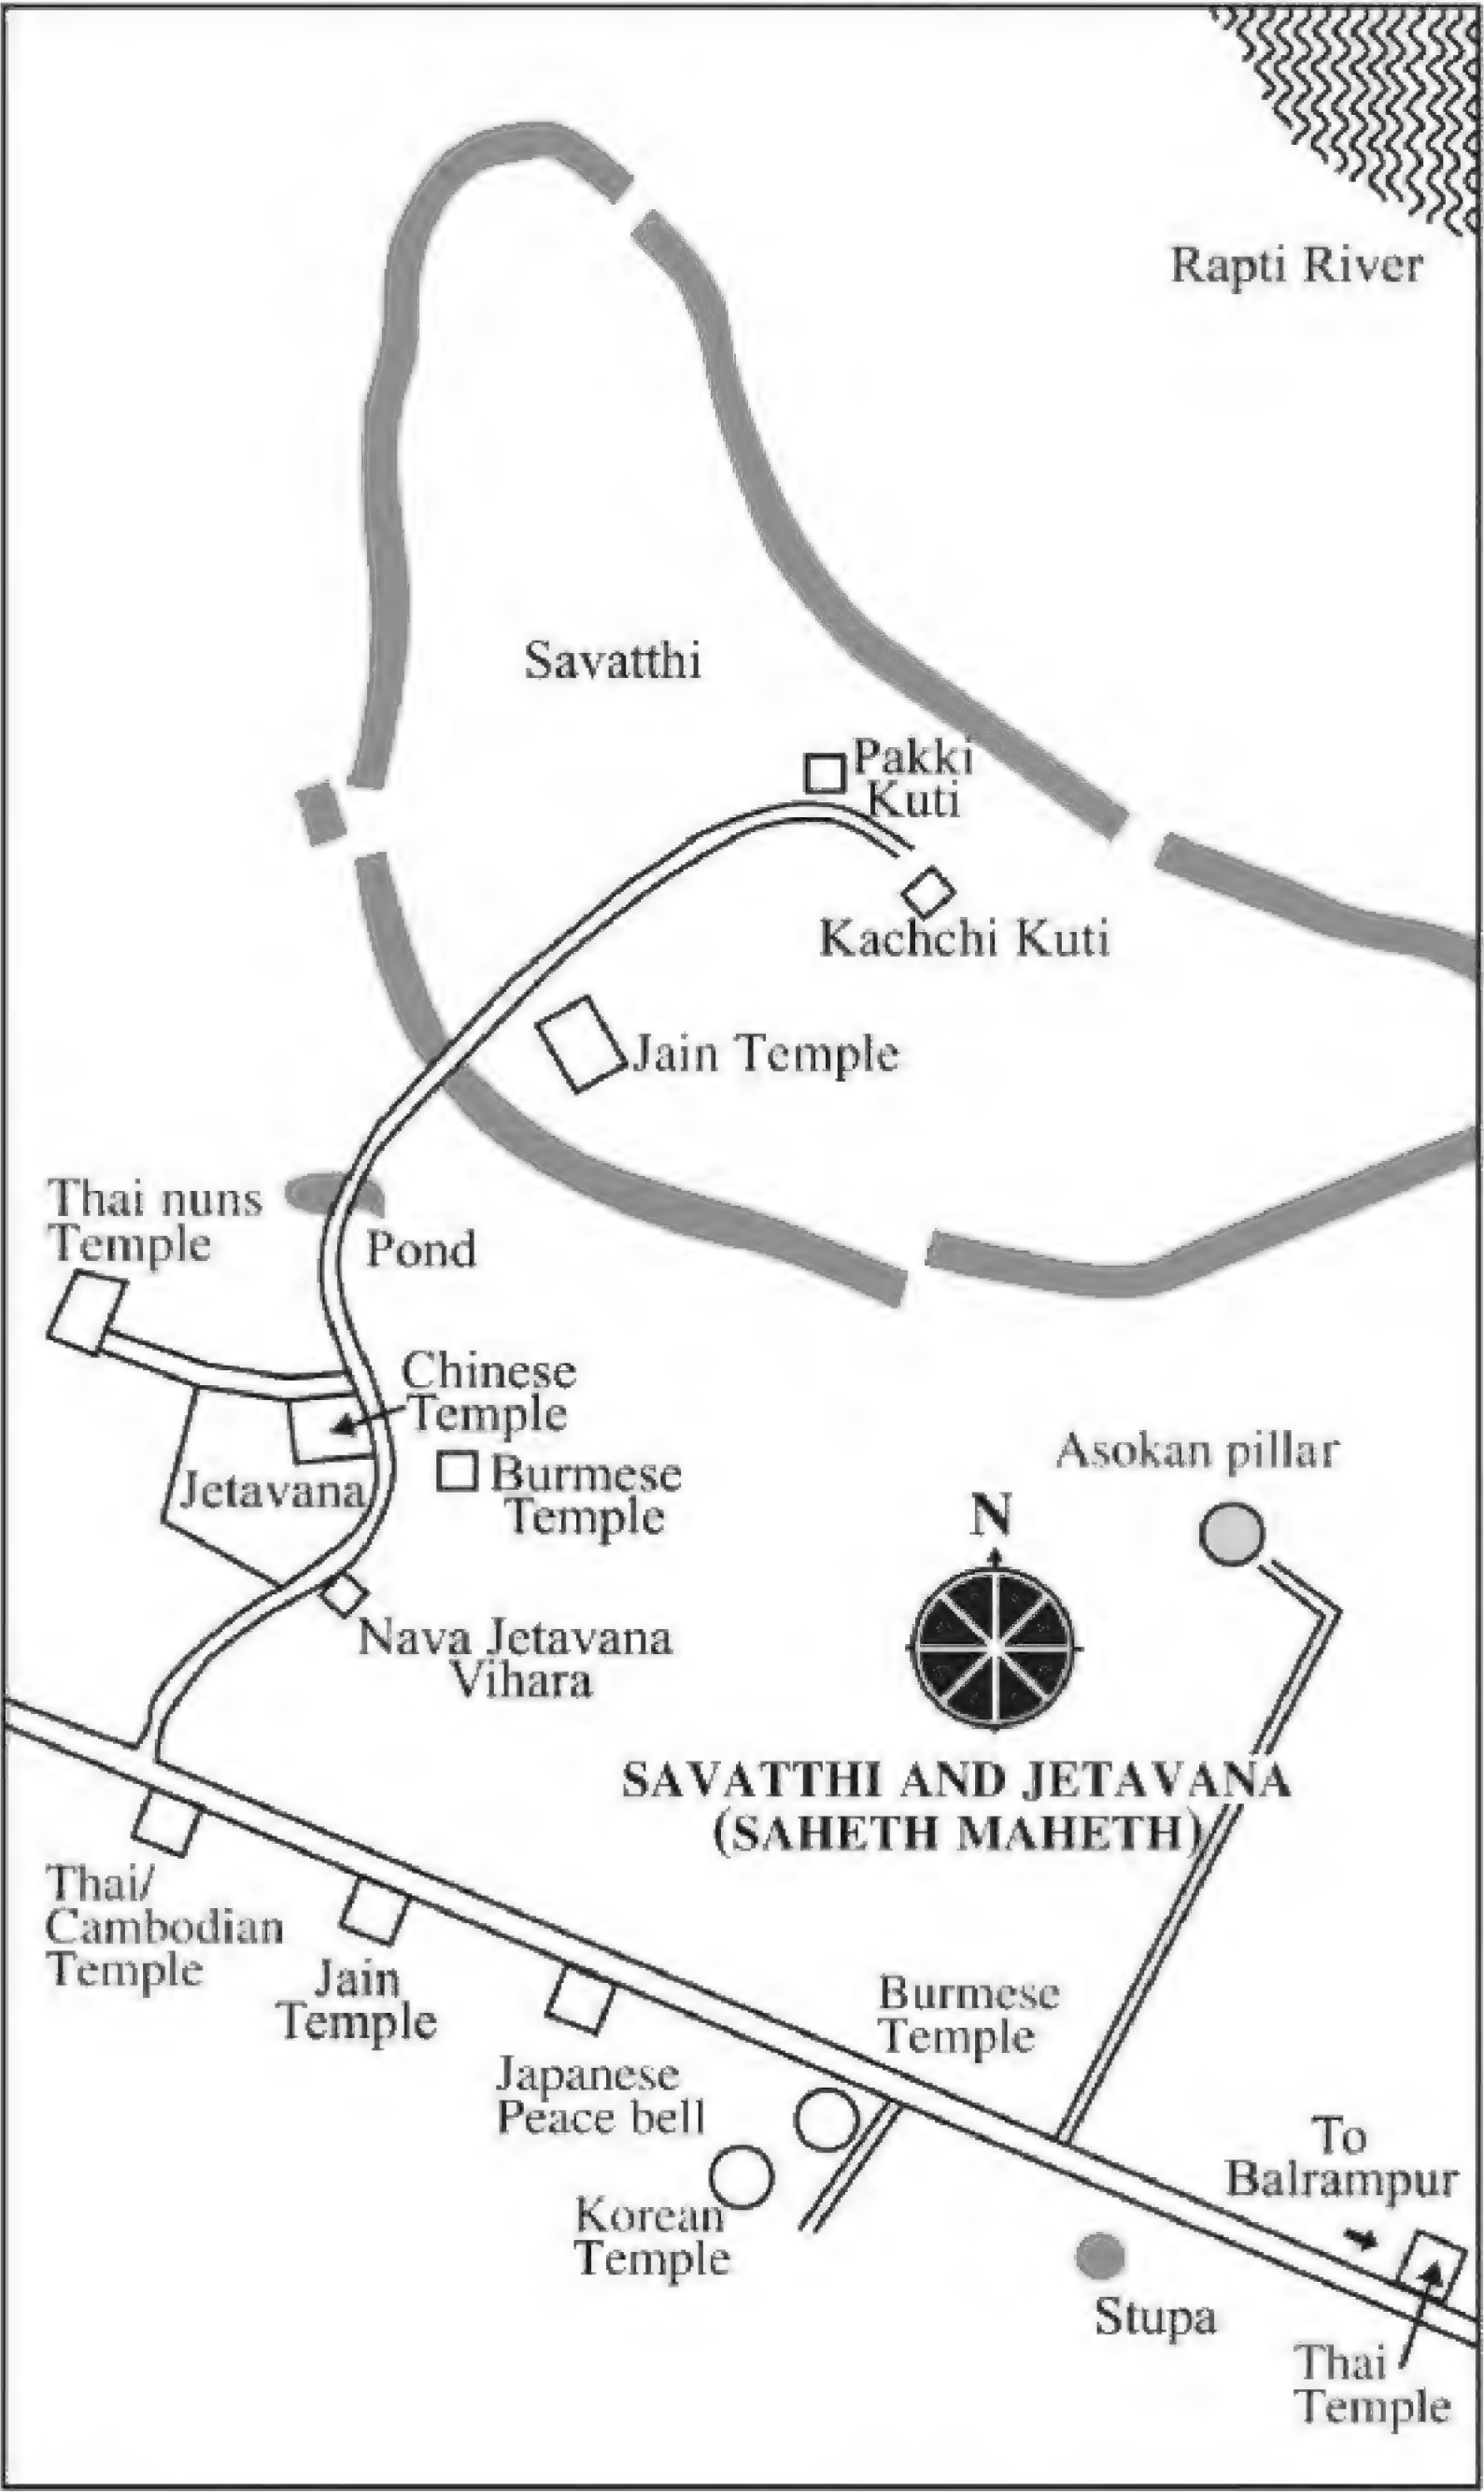 Rapti River
Savatthi
Pakki
Kuti
Kachchi Kuti
Jain Temple
Thai nuns
Temple
Pond
Chinese
Temple
Jetavana
Burmese
Temple
Asokan pillar
N
Nava Jetavana
Vihara
SAVATTHI AND JETAVANA
(SAHETH MAHETH)
Thai/
Cambodian
Temple
Jain
Temple
Japanese
Peace bell
Burmese
Temple
Korean
Temple
To
Balrampur
Stupa
Thai
Temple